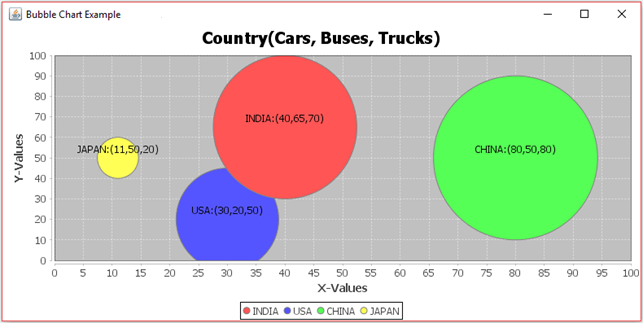 Bubble Chart Example
Country(Cars, Buses, Trucks)
Y-Values
100
90
80
70
60
50
40
30
20
10
0
INDIA:(40,65,70)
JAPAN:(11,50,20)
CHINA:(80,50,80)
USA:(30,20,50)
0 5 10 15 20 25 30 35 40 45 50 55 60 65 70 75 80 85 90 95 100
X-Values
INDIA USA CHINA JAPAN